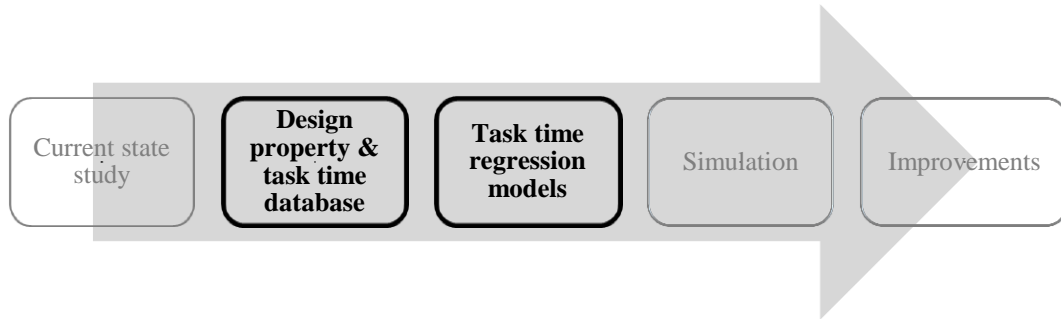 Current state
study
Design
property &
task time
database
Task time
regression
models
Simulation
Improvements